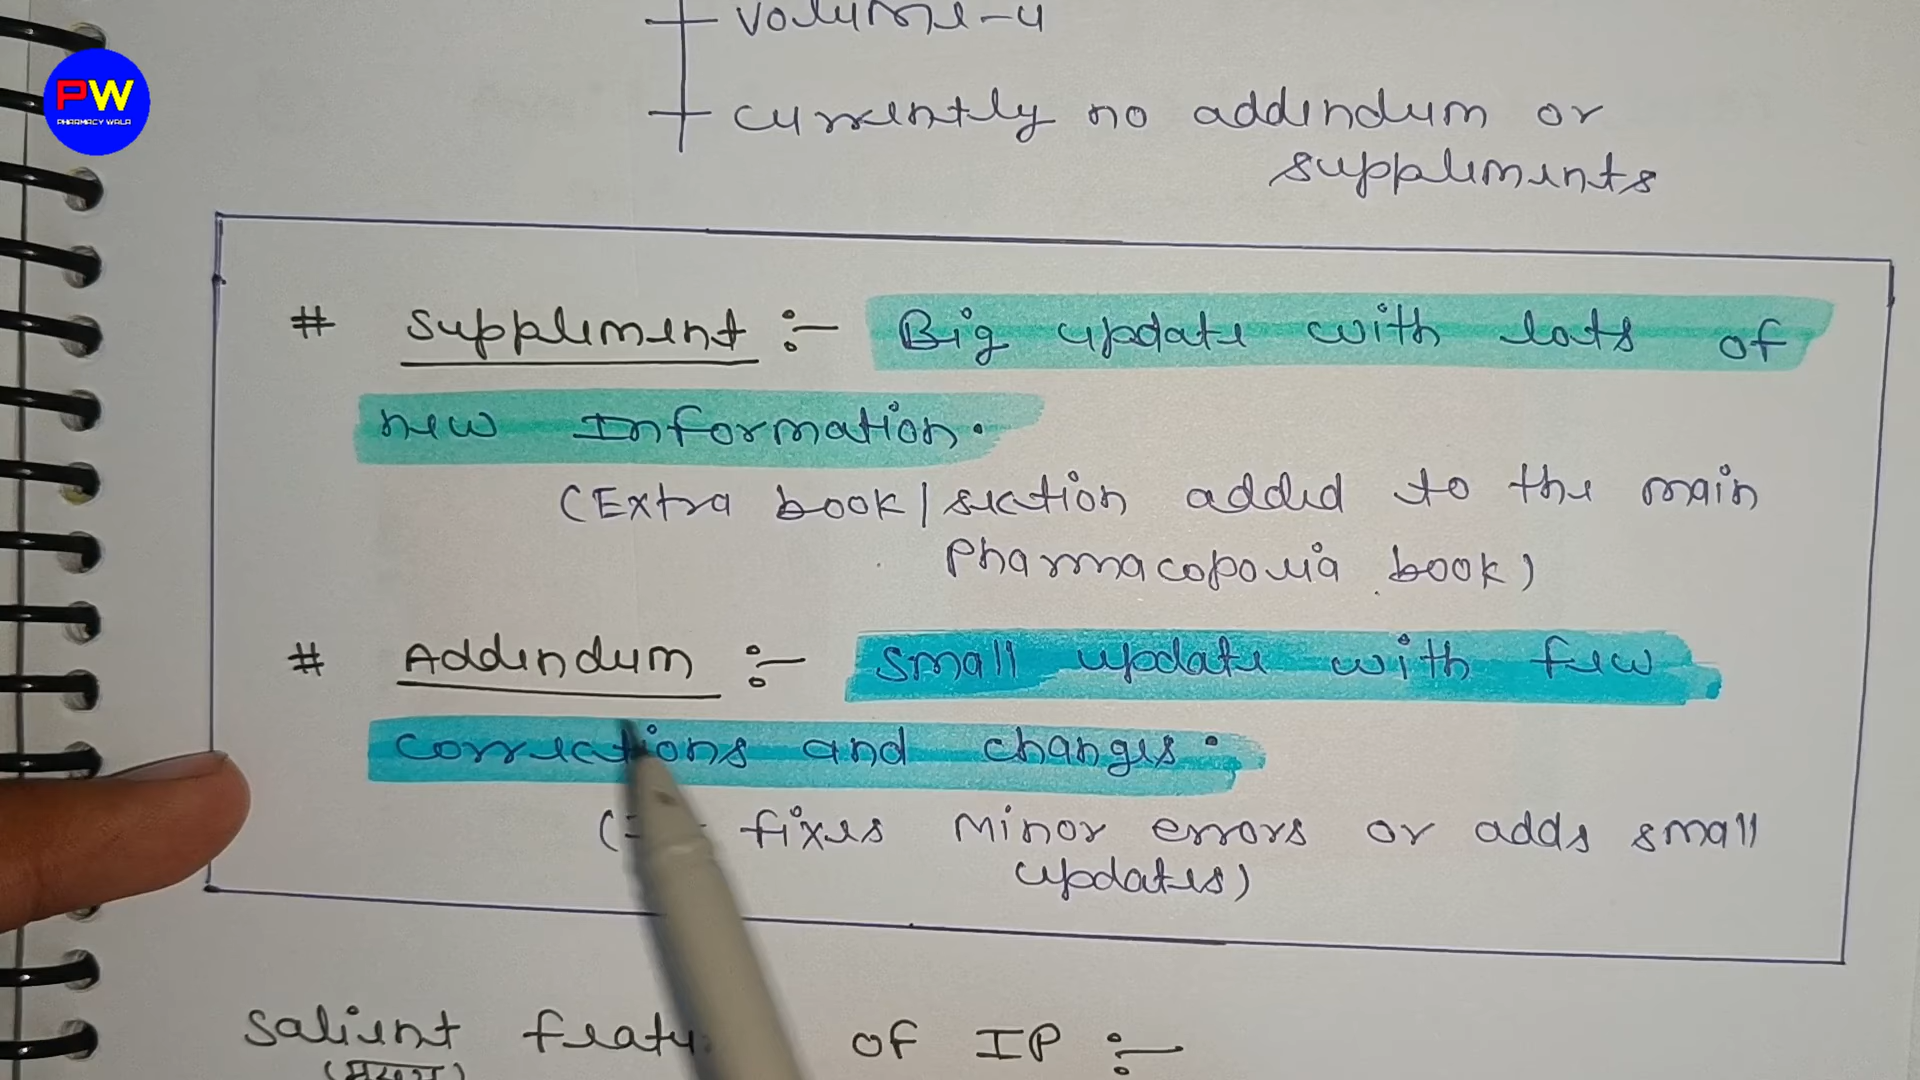 Volume-4
PW
PHARMACY WALA
currently no addendum or
supplements
# Supplement :- Big update with lots of
new Information.
(Extra book/section added to the main
Pharmacopoeia book)
# Addendum :- small update with few
corrections and changes.
fixes Minor errors or adds small
updates)
Salient of IP :-